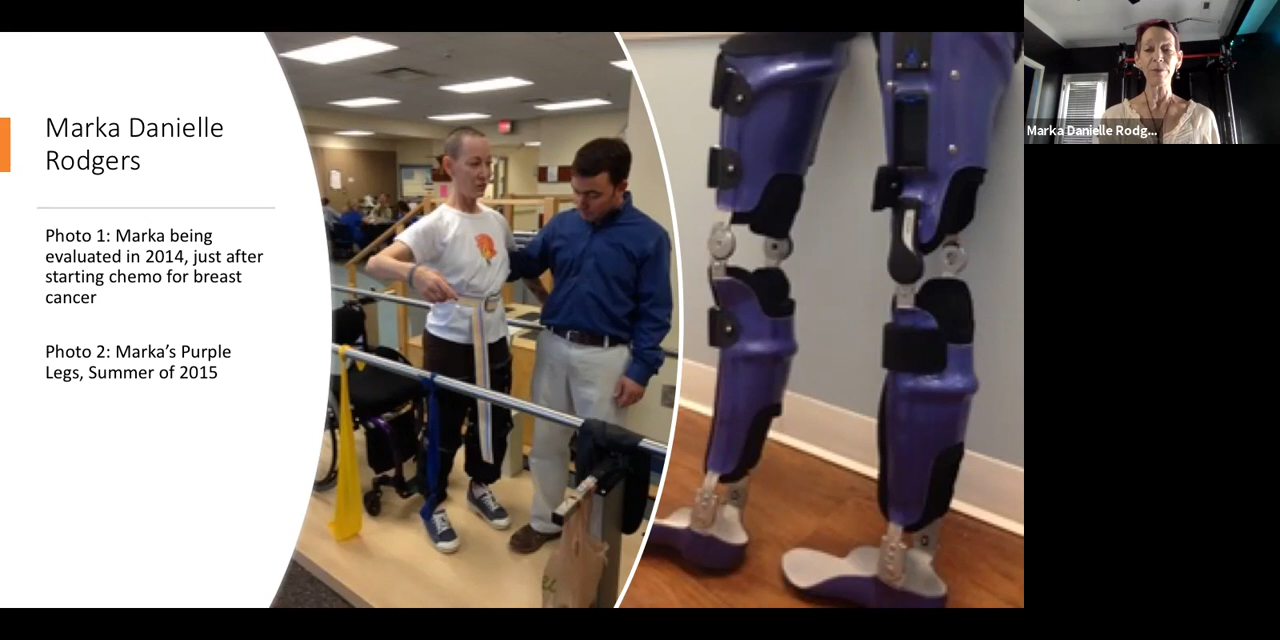 Marka Danielle
Rodgers
Photo 1: Marka being
evaluated in 2014, just after
starting chemo for breast
cancer
Photo 2: Marka’s Purple
Legs, Summer of 2015
Marka Danielle Rodg...